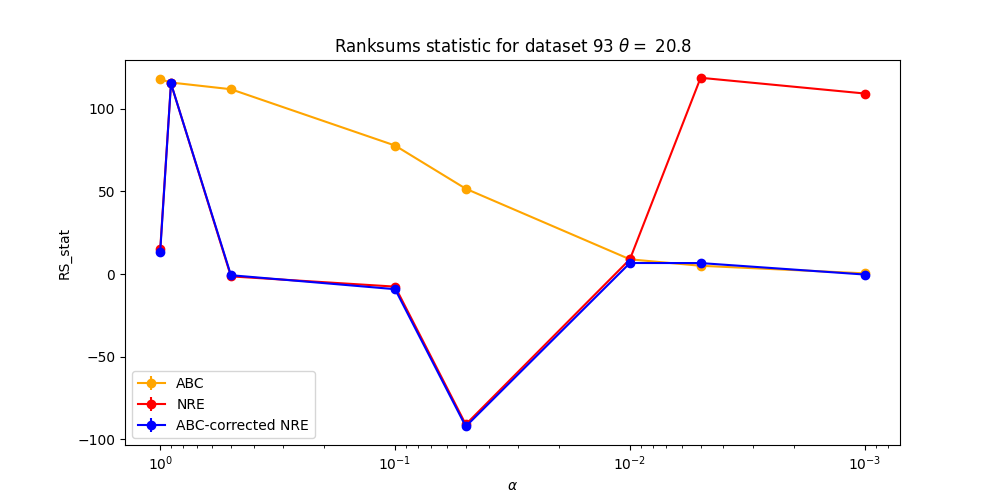 Ranksums statistic for dataset 93 θ = 20.8
RS_stat
100
50
0
−50
−100
ABC
NRE
ABC-corrected NRE
10⁰
10⁻¹
10⁻²
10⁻³
α